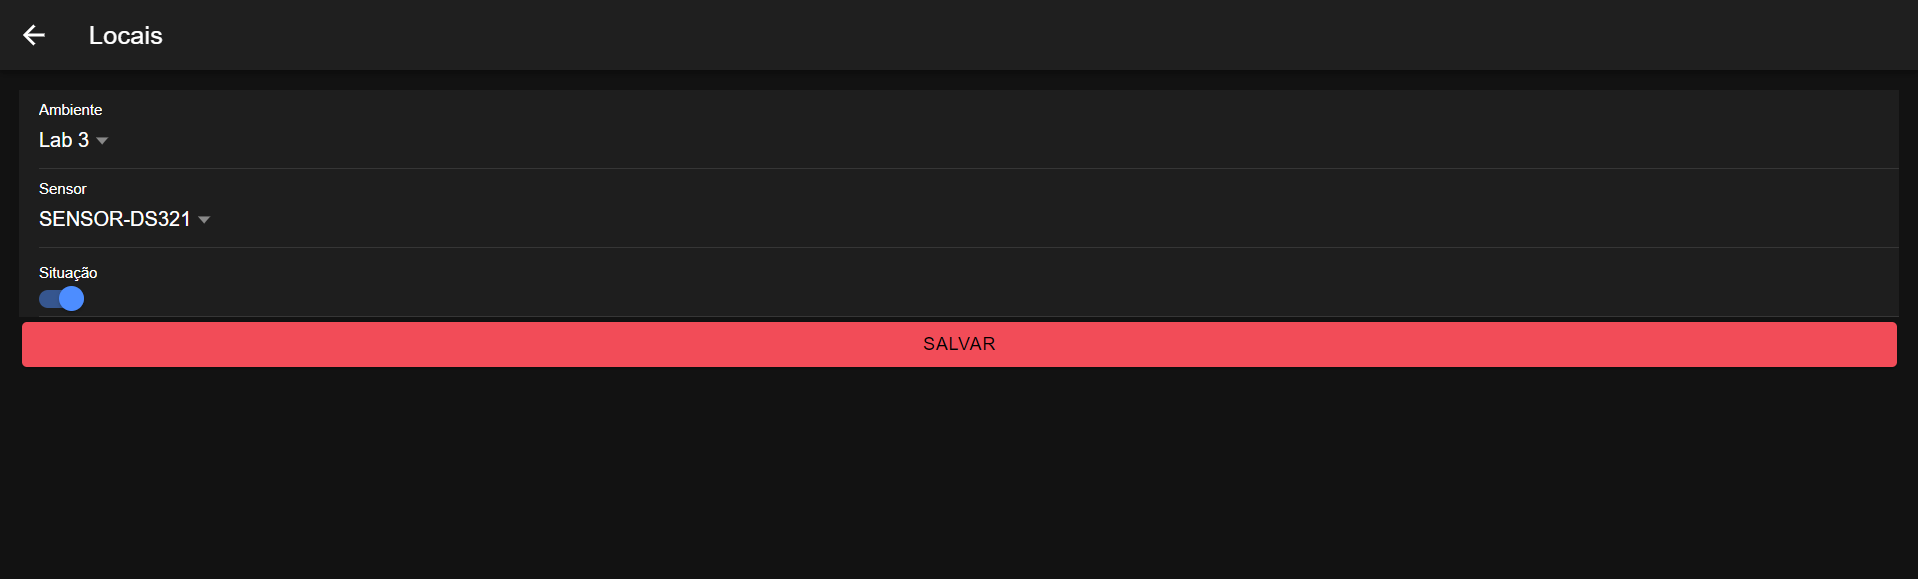 Locais
Ambiente
Lab 3
Sensor
SENSOR-DS321
Situação
SALVAR